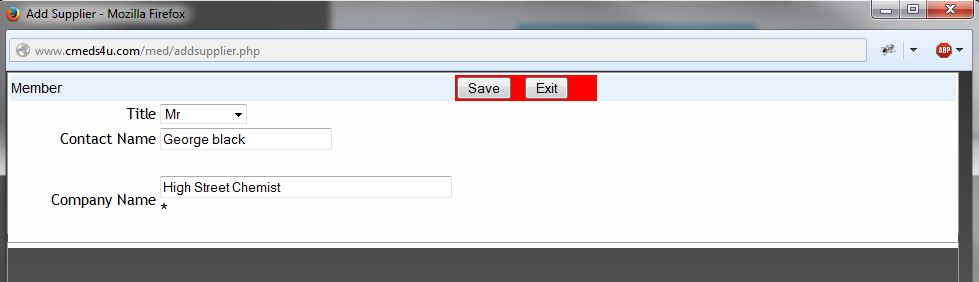 Add Supplier - Mozilla Firefox
www.cmeds4u.com/med/addsupplier.php
ABP
Member Save Exit
Title Mr
Contact Name George black
High Street Chemist
Company Name
*